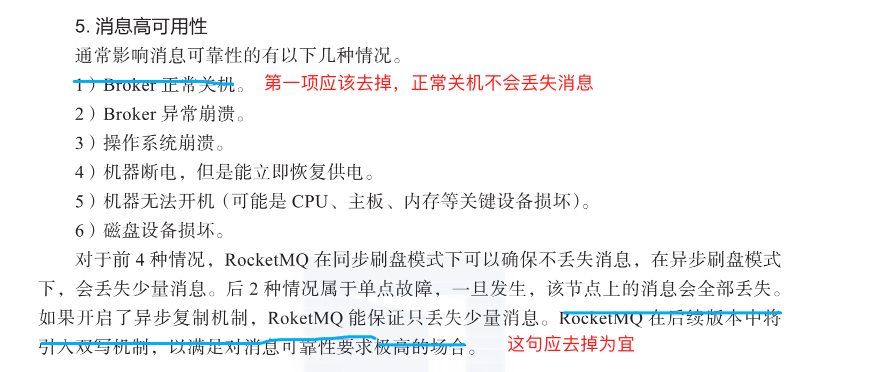 5. 消息高可用性
通常影响消息可靠性的有以下几种情况。
1）Broker 正常关机。 第一项应该去掉，正常关机不会丢失消息
2）Broker 异常崩溃。
3）操作系统崩溃。
4）机器断电，但是能立即恢复供电。
5）机器无法开机（可能是 CPU、主板、内存等关键设备损坏）。
6）磁盘设备损坏。
对于前 4 种情况，RocketMQ 在同步刷盘模式下可以确保不丢失消息，在异步刷盘模式
下，会丢失少量消息。后 2 种情况属于单点故障，一旦发生，该节点上的消息会全部丢失。
如果开启了异步复制机制，RoketMQ 能保证只丢失少量消息。RocketMQ 在后续版本中将
引入双写机制，以满足对消息可靠性要求极高的场合。 这句应去掉为宜